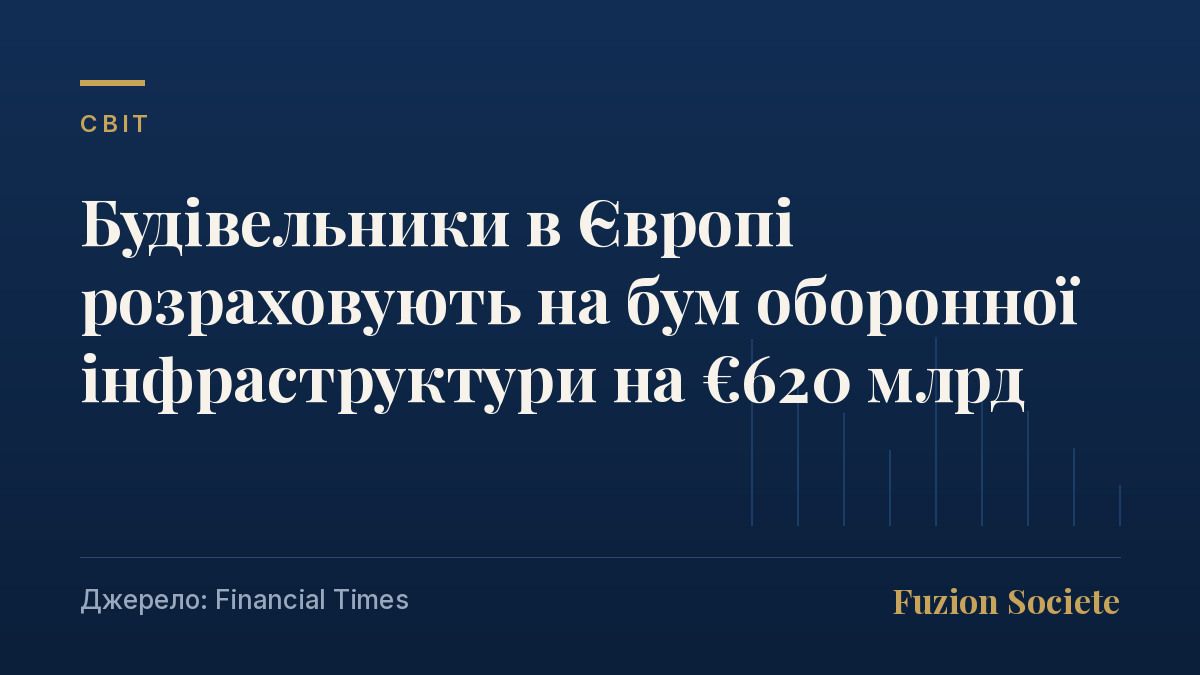 СВІТ
Будівельники в Європі
розраховують на бум оборонної
інфраструктури на €620 млрд
Джерело: Financial Times
Fuzion Societe